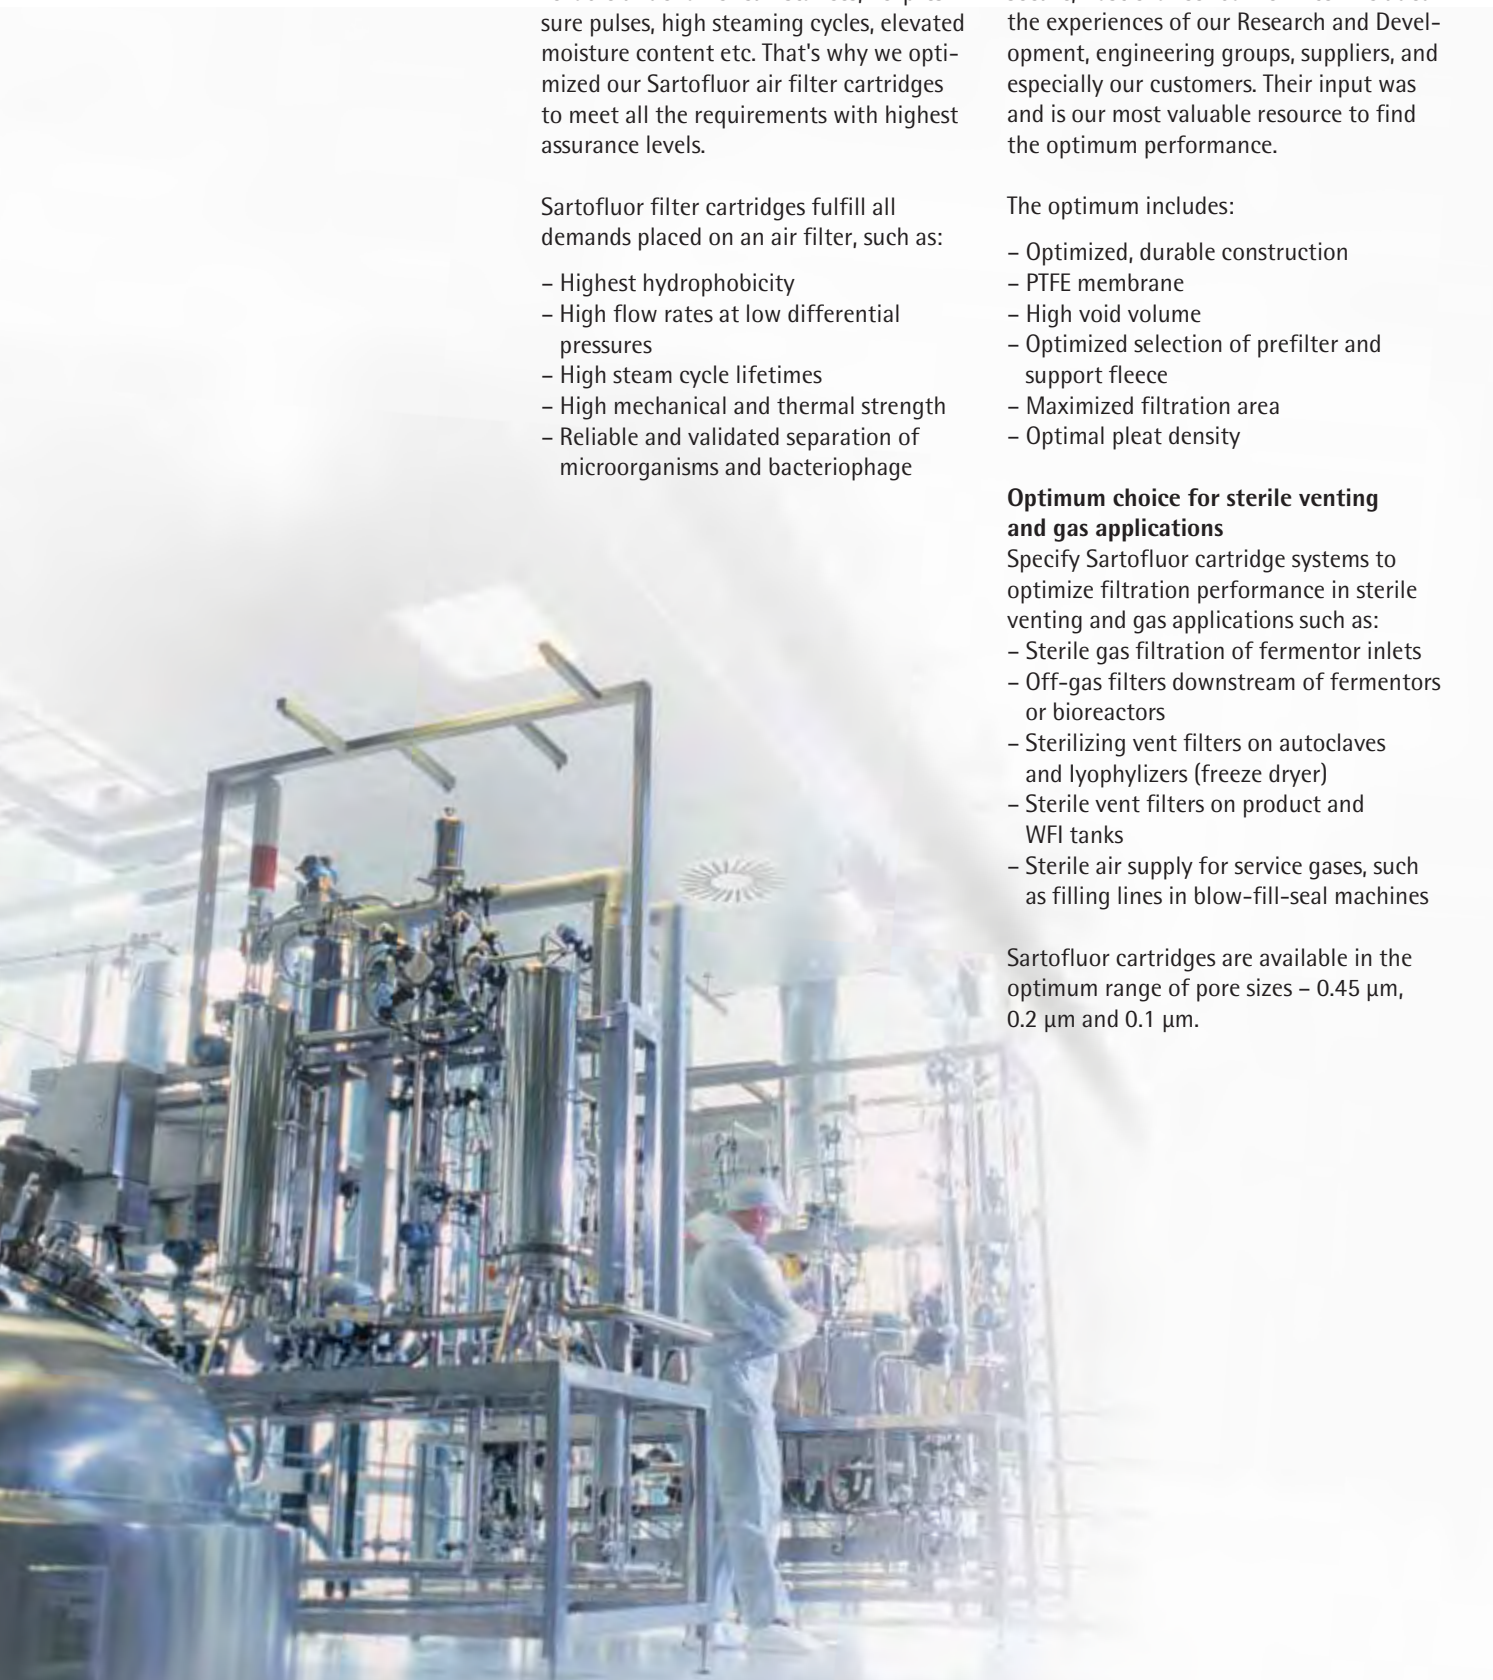 sure pulses, high steaming cycles, elevated
moisture content etc. That's why we opti-
mized our Sartofluor air filter cartridges
to meet all the requirements with highest
assurance levels.
Sartofluor filter cartridges fulfill all
demands placed on an air filter, such as:
– Highest hydrophobicity
– High flow rates at low differential
pressures
– High steam cycle lifetimes
– High mechanical and thermal strength
– Reliable and validated separation of
microorganisms and bacteriophage
the experiences of our Research and Devel-
opment, engineering groups, suppliers, and
especially our customers. Their input was
and is our most valuable resource to find
the optimum performance.
The optimum includes:
– Optimized, durable construction
– PTFE membrane
– High void volume
– Optimized selection of prefilter and
support fleece
– Maximized filtration area
– Optimal pleat density
Optimum choice for sterile venting
and gas applications
Specify Sartofluor cartridge systems to
optimize filtration performance in sterile
venting and gas applications such as:
– Sterile gas filtration of fermentor inlets
– Off-gas filters downstream of fermentors
or bioreactors
– Sterilizing vent filters on autoclaves
and lyophylizers (freeze dryer)
– Sterile vent filters on product and
WFI tanks
– Sterile air supply for service gases, such
as filling lines in blow-fill-seal machines
Sartofluor cartridges are available in the
optimum range of pore sizes – 0.45 µm,
0.2 µm and 0.1 µm.